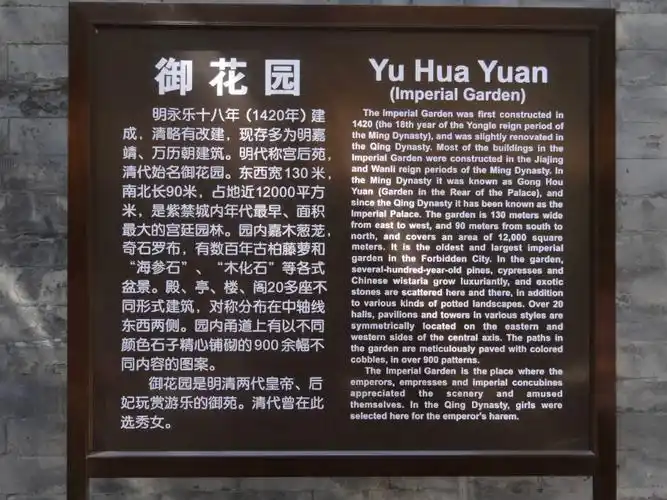 御花园
明永乐十八年（1420年）建
成，清略有改建，现存多为明嘉
靖、万历朝建筑。明代称宫后苑，
清代始名御花园。东西宽130米，
南北长90米，占地近12000平方
米，是紫禁城内年代最早、面积
最大的宫廷园林。园内嘉木葱茏，
奇石罗布，有数百年古柏藤萝和
“海参石”、“木化石”等各式
盆景。殿、亭、楼、阁20多座不
同形式建筑，对称分布在中轴线
东西两侧。园内甬道上有以不同
颜色石子精心铺砌的900余幅不
同内容的图案。
御花园是明清两代皇帝、后
妃玩赏游乐的御苑。清代曾在此
选秀女。
Yu Hua Yuan
(Imperial Garden)
The Imperial Garden was first constructed in
1420 (the 18th year of the Yongle reign period of
the Ming Dynasty), and was slightly renovated in
the Qing Dynasty. Most of the buildings in the
Imperial Garden were constructed in the Jiajing
and Wanli reign periods of the Ming Dynasty. In
the Ming Dynasty it was known as Gong Hou
Yuan (Garden in the Rear of the Palace), and
since the Qing Dynasty it has been known as the
Imperial Palace. The garden is 130 meters wide
from east to west, and 90 meters from south to
north, and covers an area of 12,000 square
meters. It is the oldest and largest imperial
garden in the Forbidden City. In the garden,
several-hundred-year-old pines, cypresses and
Chinese wistaria grow luxuriantly, and exotic
stones are scattered here and there, in addition
to various kinds of potted landscapes. Over 20
halls, pavilions and towers in various styles are
symmetrically located on the eastern and
western sides of the central axis. The paths in
the garden are meticulously paved with colored
cobbles, in over 900 patterns.
The Imperial Garden is the place where the
emperors, empresses and imperial concubines
appreciated the scenery and amused
themselves. In the Qing Dynasty, girls were
selected here for the emperor's harem.